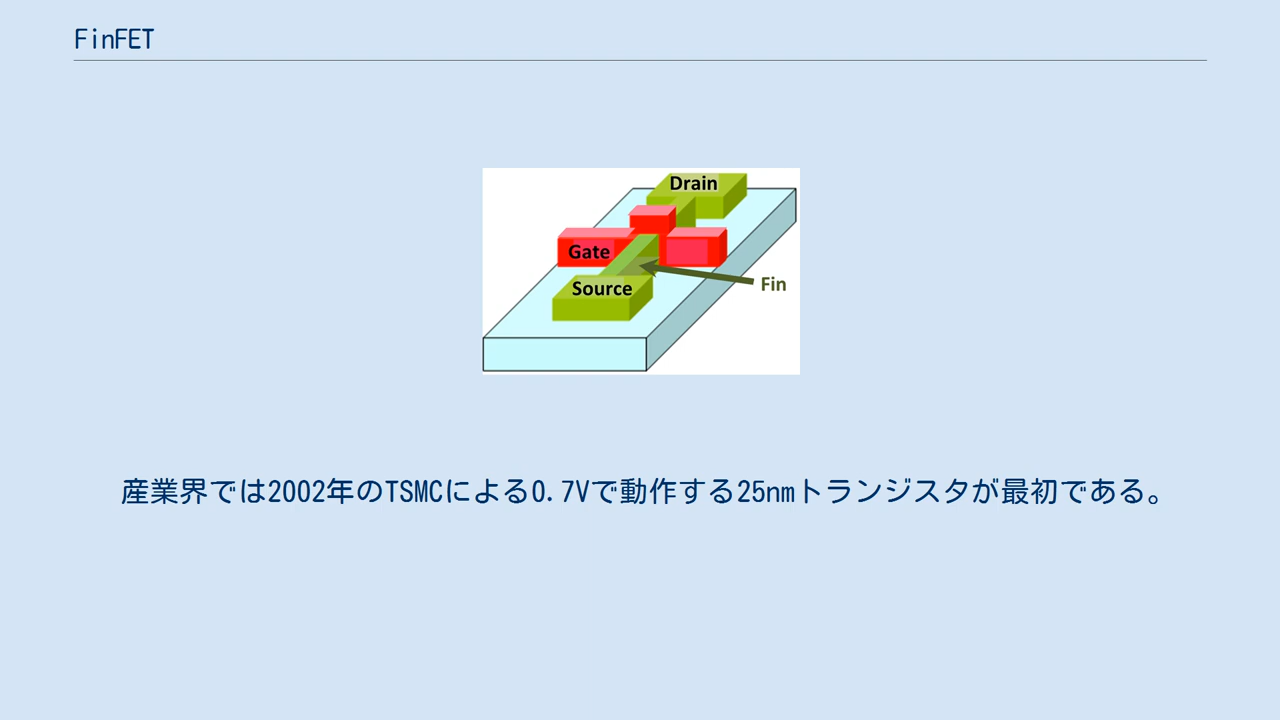 FinFET
Drain
Gate
Source
Fin
産業界では2002年のTSMCによる0.7Vで動作する25nmトランジスタが最初である。